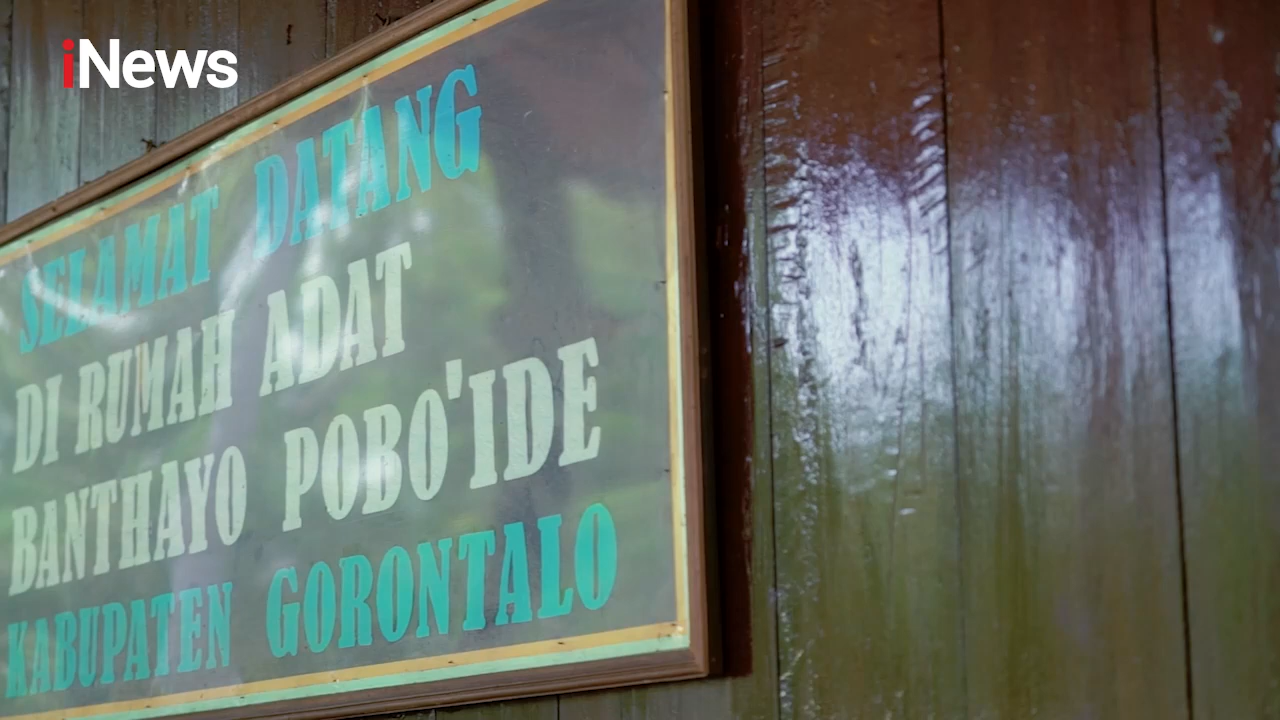 iNews
SELAMAT DATANG
DI RUMAH ADAT
BANTHAYO POBO'IDE
KABUPATEN GORONTALO